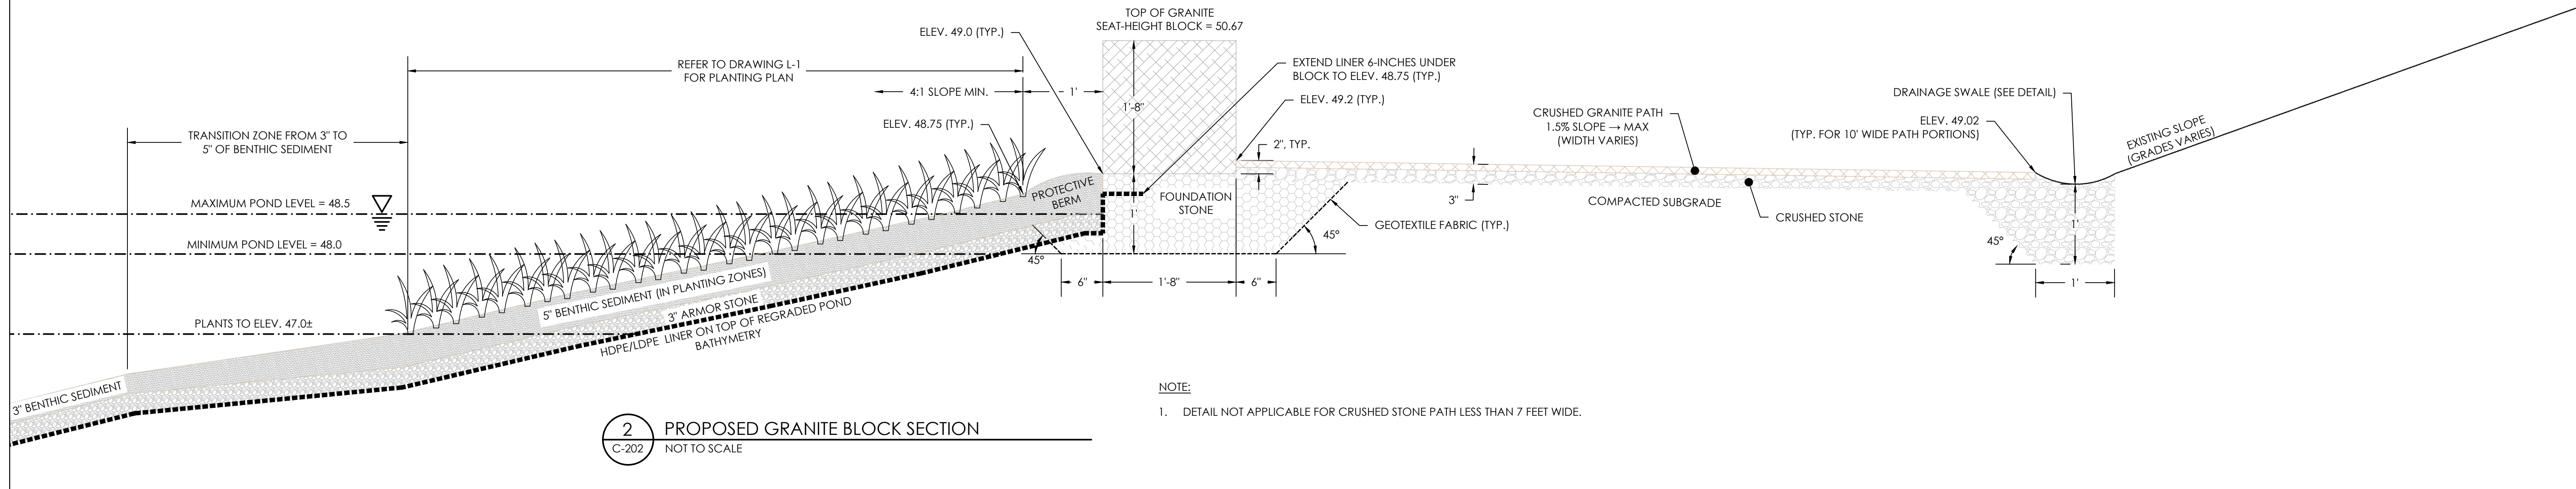 TOP OF GRANITE
SEAT-HEIGHT BLOCK = 50.67
ELEV. 49.0 (TYP.)
REFER TO DRAWING L-1
FOR PLANTING PLAN
4:1 SLOPE MIN.
1'
1'-8"
EXTEND LINER 6-INCHES UNDER
BLOCK TO ELEV. 48.75 (TYP.)
ELEV. 49.2 (TYP.)
DRAINAGE SWALE (SEE DETAIL)
CRUSHED GRANITE PATH
1.5% SLOPE → MAX
(WIDTH VARIES)
ELEV. 49.02
(TYP. FOR 10' WIDE PATH PORTIONS)
EXISTING SLOPE
(GRADES VARIES)
ELEV. 48.75 (TYP.)
TRANSITION ZONE FROM 3" TO
5" OF BENTHIC SEDIMENT
2", TYP.
PROTECTIVE
BERM
MAXIMUM POND LEVEL = 48.5
1'
FOUNDATION
STONE
3"
COMPACTED SUBGRADE
CRUSHED STONE
GEOTEXTILE FABRIC (TYP.)
1'
MINIMUM POND LEVEL = 48.0
45°
45°
45°
6"
1'-8"
6"
1'
5" BENTHIC SEDIMENT (IN PLANTING ZONES)
3" ARMOR STONE
HDPE/LDPE LINER ON TOP OF REGRADED POND
BATHYMETRY
PLANTS TO ELEV. 47.0±
3" BENTHIC SEDIMENT
NOTE:
1. DETAIL NOT APPLICABLE FOR CRUSHED STONE PATH LESS THAN 7 FEET WIDE.
2
C-202
PROPOSED GRANITE BLOCK SECTION
NOT TO SCALE